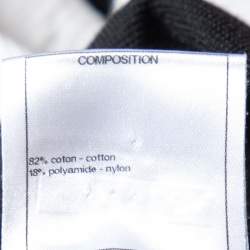 COMPOSITION
82% coton - cotton
18% polyamide - nylon